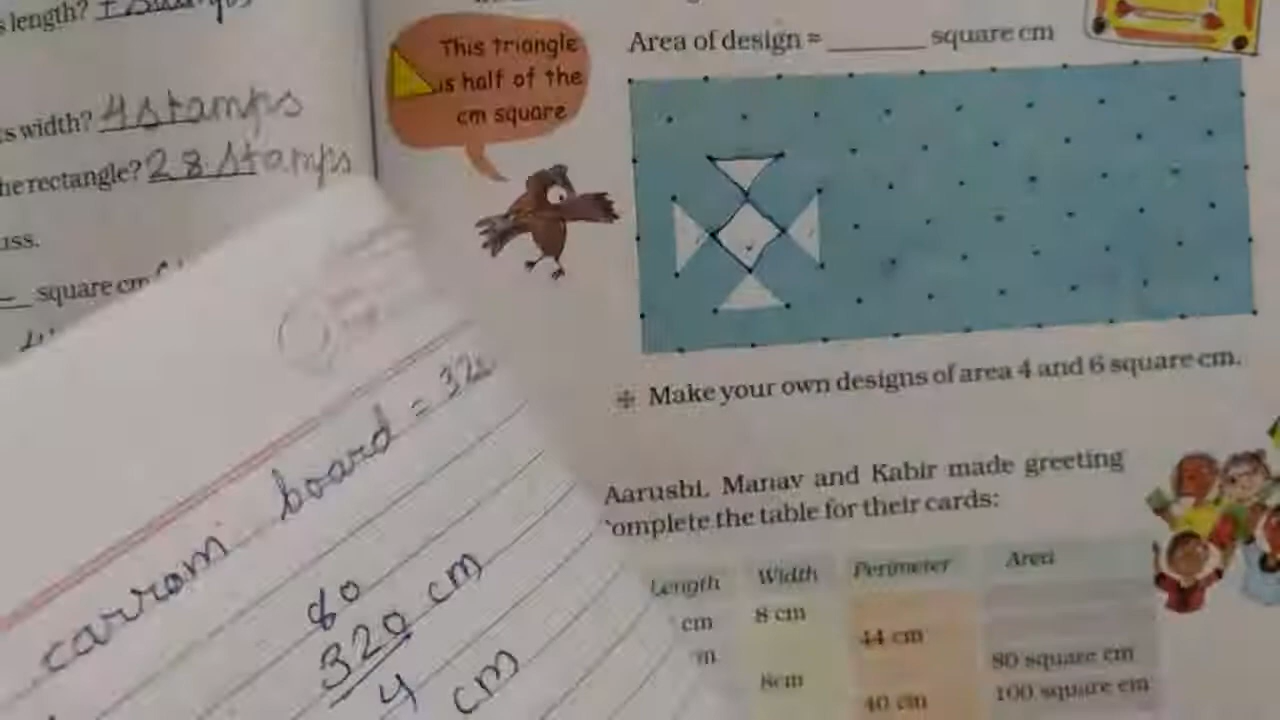 s length?
s width? 4 stamps
he rectangle? 28 stamps
uss.
square cm
This triangle
is half of the
cm square
Area of design = ______ square cm
Make your own designs of area 4 and 6 square cm.
Aarushi, Manav and Kabir made greeting
omplete the table for their cards:
Length Width Perimeter Area
cm 8 cm
44 cm
m 80 square cm
8cm
40 cm 100 square cm
carrom board = 32
80
320 cm
4
cm